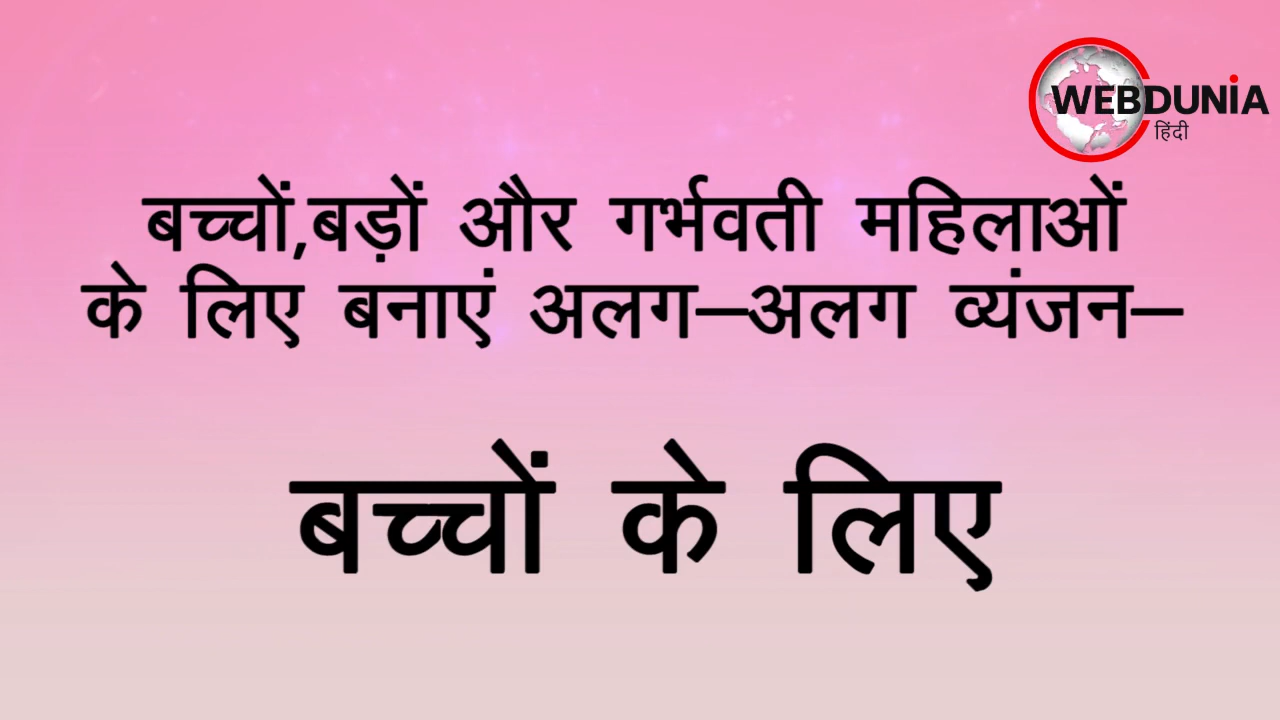 WEBDUNIA
हिंदी
बच्चों,बड़ों और गर्भवती महिलाओं
के लिए बनाएं अलग–अलग व्यंजन–
बच्चों के लिए